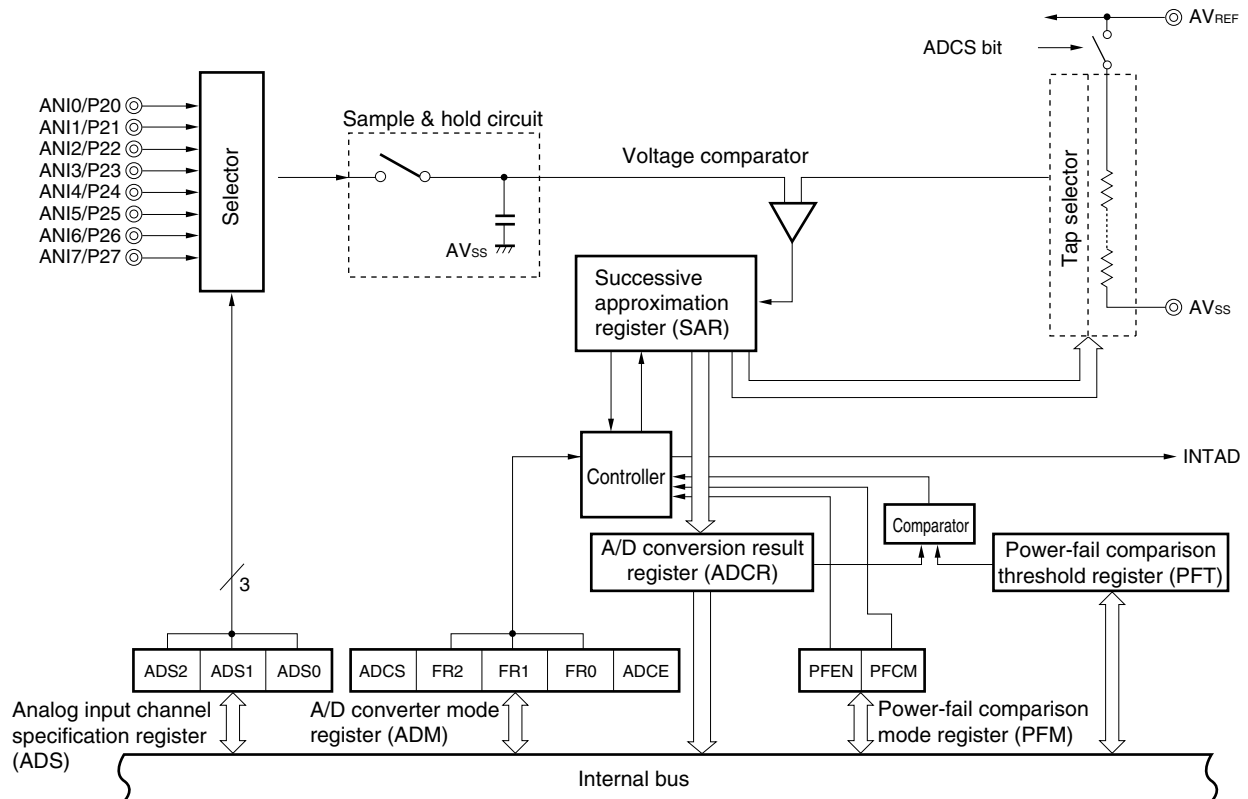 AVREF
ADCS bit
ANI0/P20
ANI1/P21
ANI2/P22
ANI3/P23
ANI4/P24
ANI5/P25
ANI6/P26
ANI7/P27
Selector
Sample & hold circuit
AVSS
Voltage comparator
Tap selector
AVSS
Successive
approximation
register (SAR)
Controller
INTAD
Comparator
A/D conversion result
register (ADCR)
Power-fail comparison
threshold register (PFT)
3
ADS2 ADS1 ADS0
ADCS FR2 FR1 FR0 ADCE
PFEN PFCM
Analog input channel
specification register
(ADS)
A/D converter mode
register (ADM)
Power-fail comparison
mode register (PFM)
Internal bus